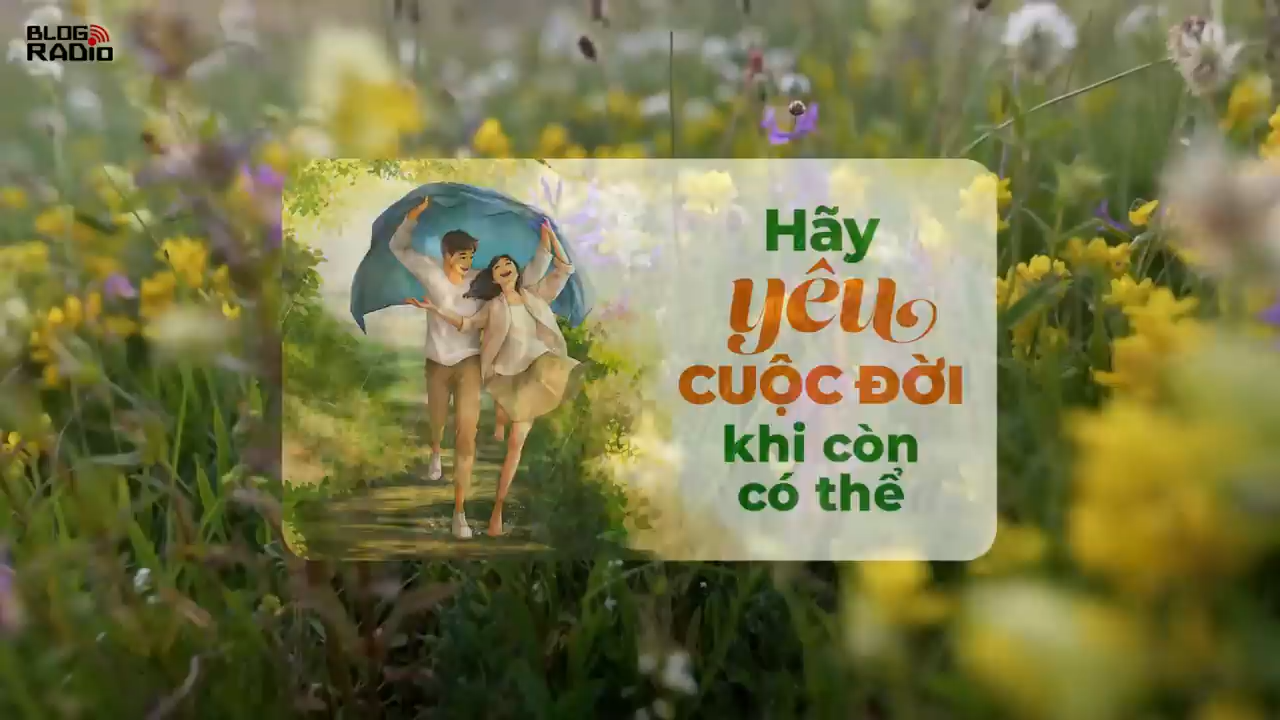 BLOG
RADIO
Hãy
yêu
CUỘC ĐỜI
khi còn
có thể